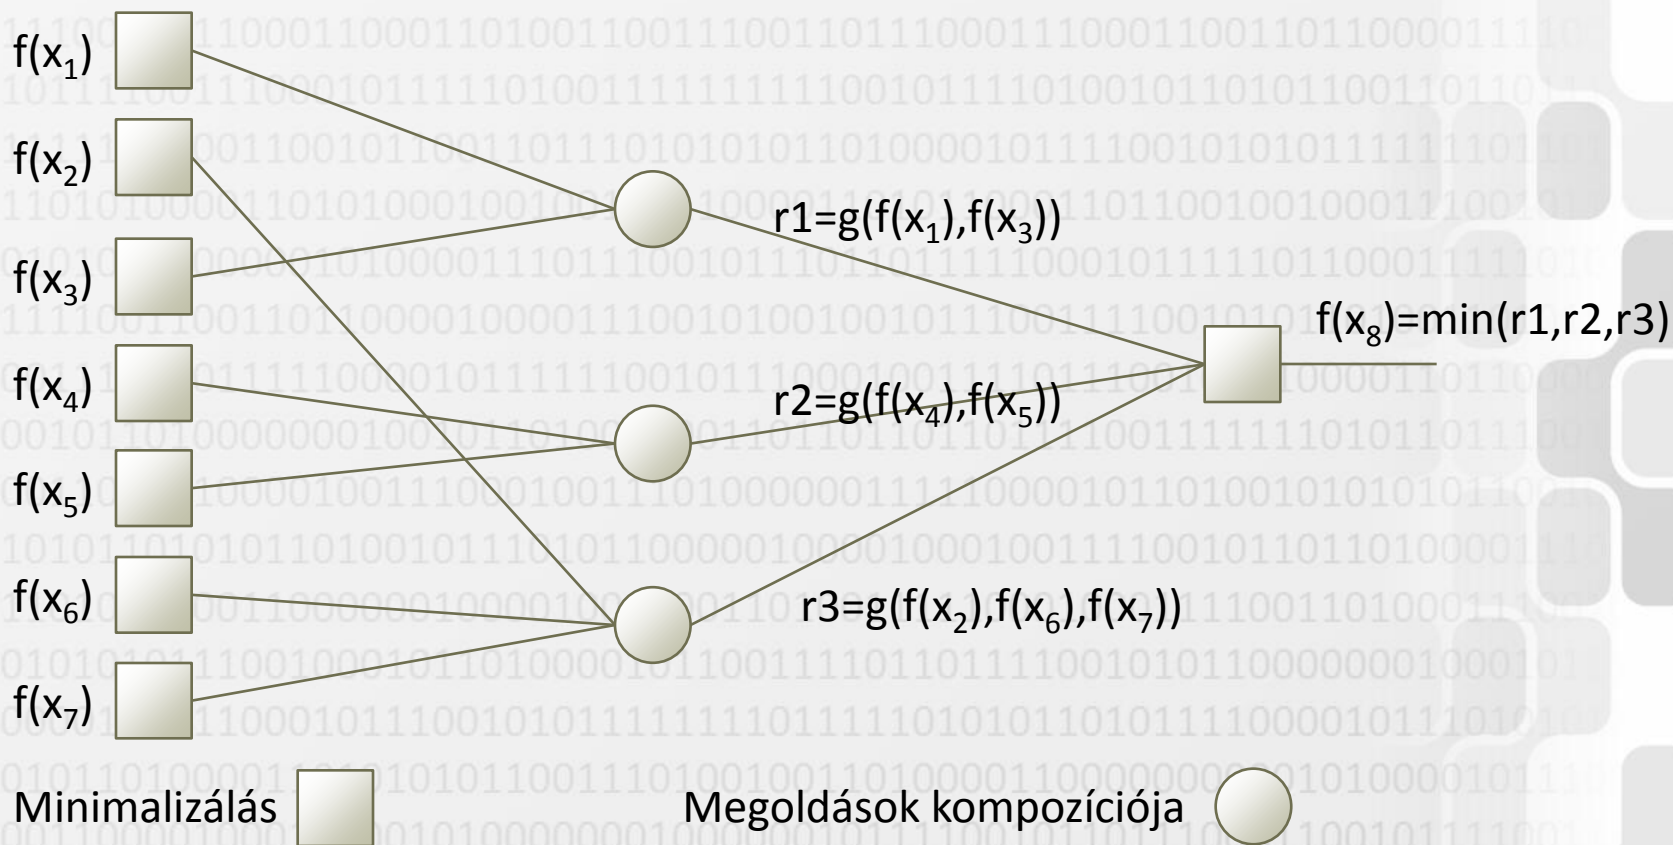 f(x₁)
f(x₂)
r1=g(f(x₁),f(x₃))
f(x₃)
f(x₈)=min(r1,r2,r3)
f(x₄)
r2=g(f(x₄),f(x₅))
f(x₅)
f(x₆)
r3=g(f(x₂),f(x₆),f(x₇))
f(x₇)
Minimalizálás
Megoldások kompozíciója